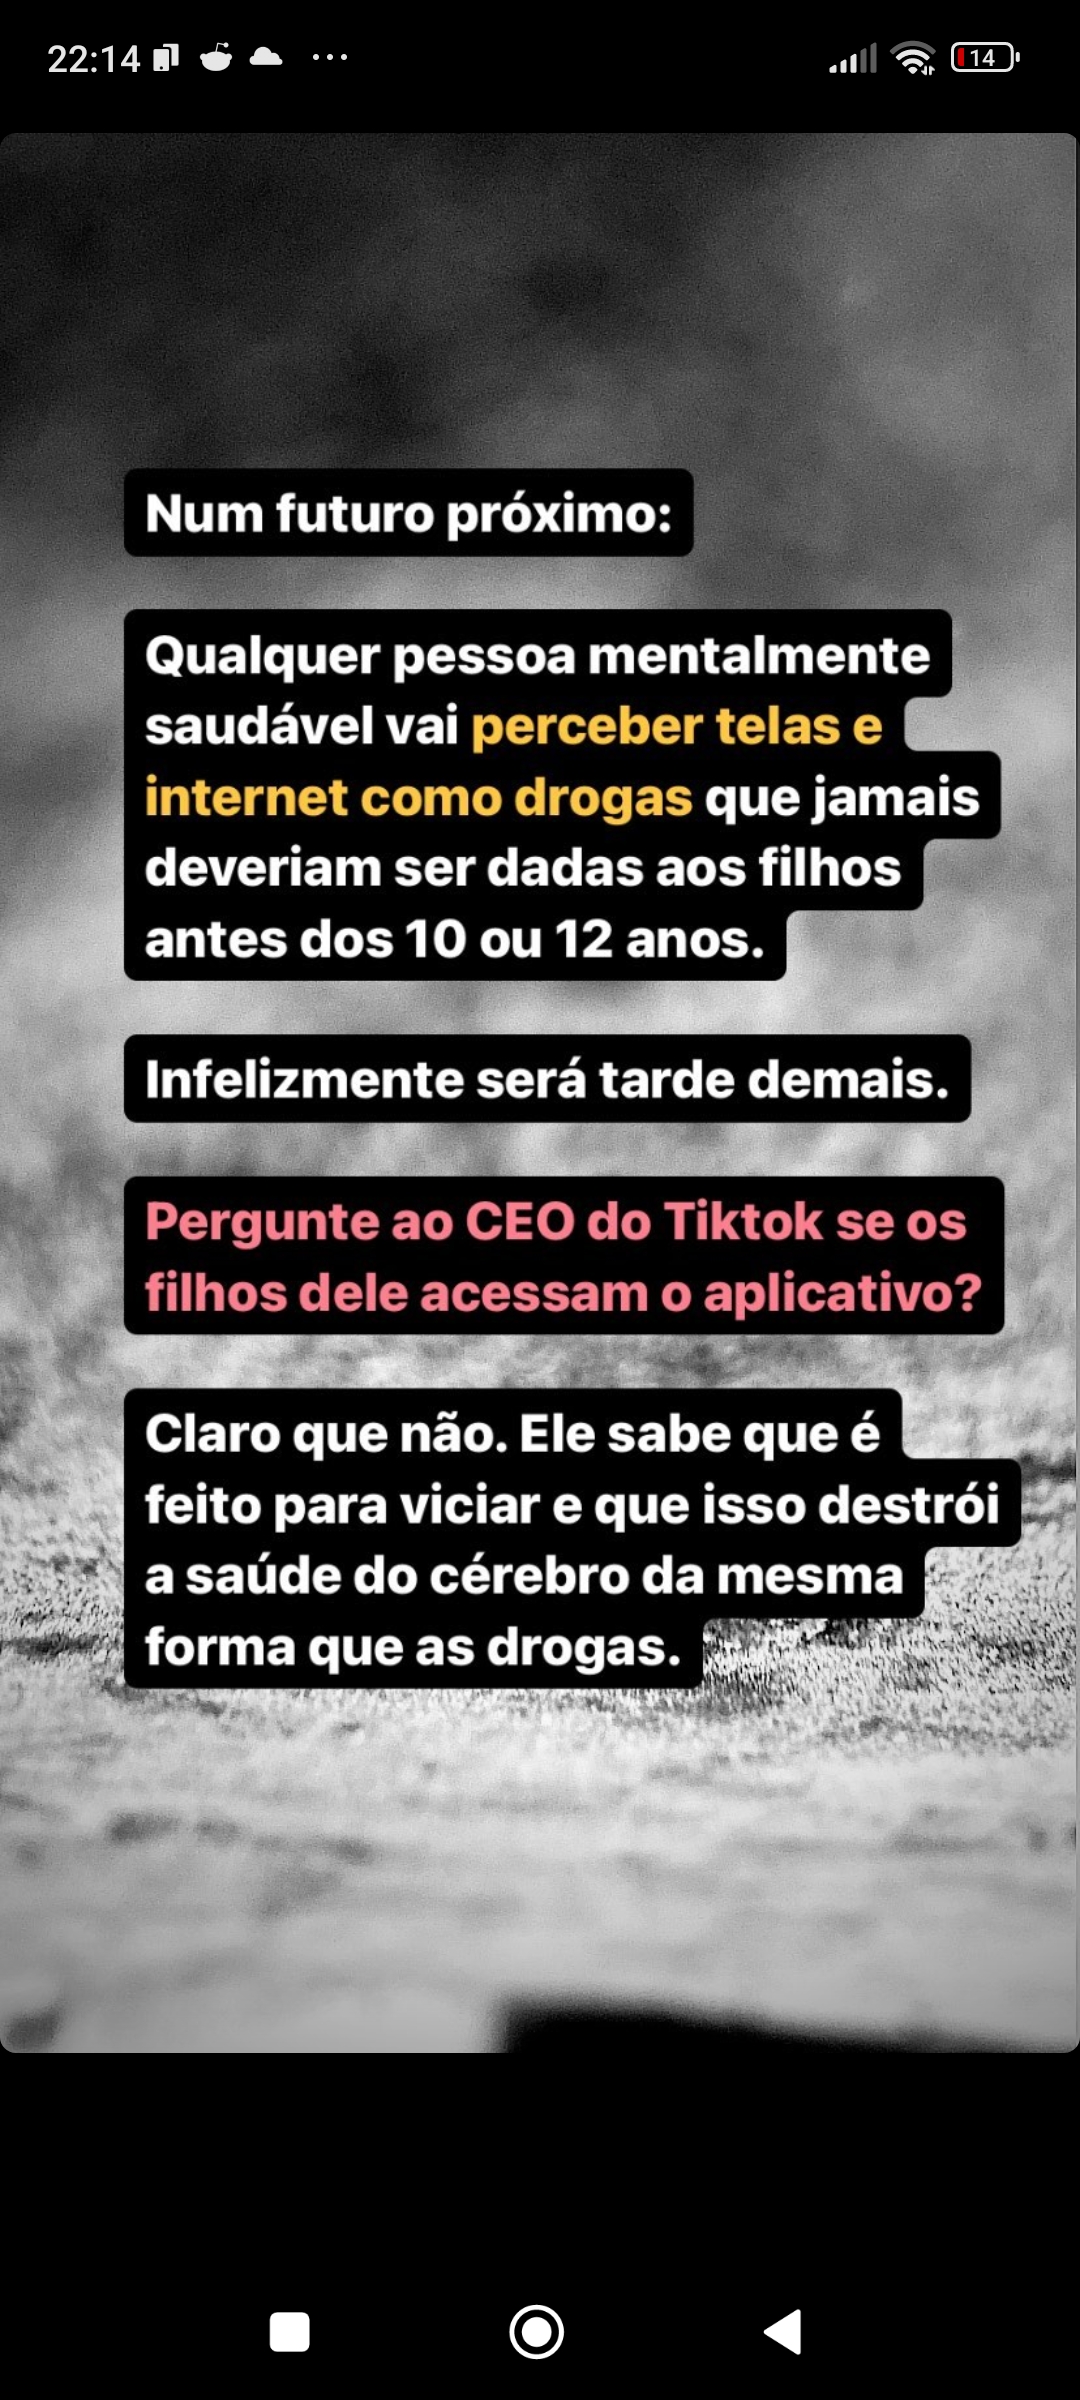 22:14
14
Num futuro próximo:
Qualquer pessoa mentalmente
saudável vai perceber telas e
internet como drogas que jamais
deveriam ser dadas aos filhos
antes dos 10 ou 12 anos.
Infelizmente será tarde demais.
Pergunte ao CEO do Tiktok se os
filhos dele acessam o aplicativo?
Claro que não. Ele sabe que é
feito para viciar e que isso destrói
a saúde do cérebro da mesma
forma que as drogas.